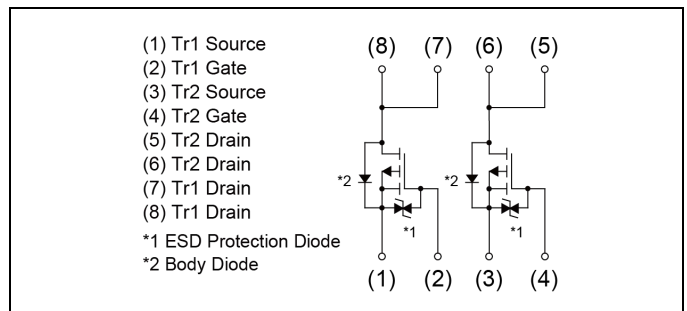 (1) Tr1 Source
(2) Tr1 Gate
(3) Tr2 Source
(4) Tr2 Gate
(5) Tr2 Drain
(6) Tr2 Drain
(7) Tr1 Drain
(8) Tr1 Drain
*1 ESD Protection Diode
*2 Body Diode
(8) (7) (6) (5)
*2 *2
*1 *1
(1) (2) (3) (4)